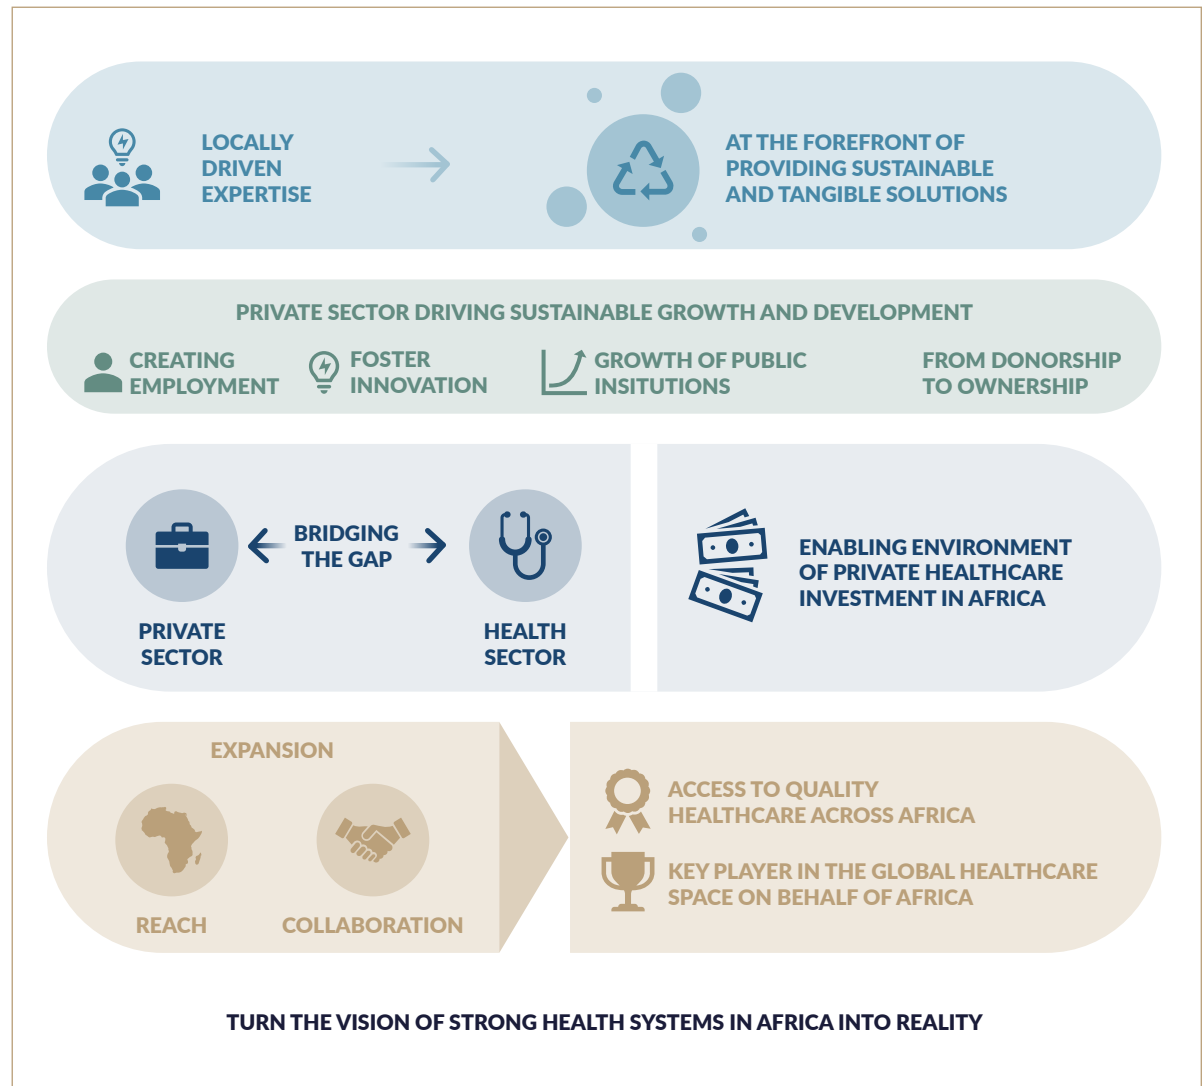 LOCALLY
DRIVEN
EXPERTISE
AT THE FOREFRONT OF
PROVIDING SUSTAINABLE
AND TANGIBLE SOLUTIONS
PRIVATE SECTOR DRIVING SUSTAINABLE GROWTH AND DEVELOPMENT
CREATING
EMPLOYMENT
FOSTER
INNOVATION
GROWTH OF PUBLIC
INSITUTIONS
FROM DONORSHIP
TO OWNERSHIP
BRIDGING
THE GAP
PRIVATE
SECTOR
HEALTH
SECTOR
ENABLING ENVIRONMENT
OF PRIVATE HEALTHCARE
INVESTMENT IN AFRICA
EXPANSION
REACH
COLLABORATION
ACCESS TO QUALITY
HEALTHCARE ACROSS AFRICA
KEY PLAYER IN THE GLOBAL HEALTHCARE
SPACE ON BEHALF OF AFRICA
TURN THE VISION OF STRONG HEALTH SYSTEMS IN AFRICA INTO REALITY